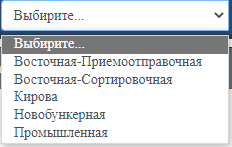 Выбирите...
Выбирите...
Восточная-Приемоотправочная
Восточная-Сортировочная
Кирова
Новобункерная
Промышленная